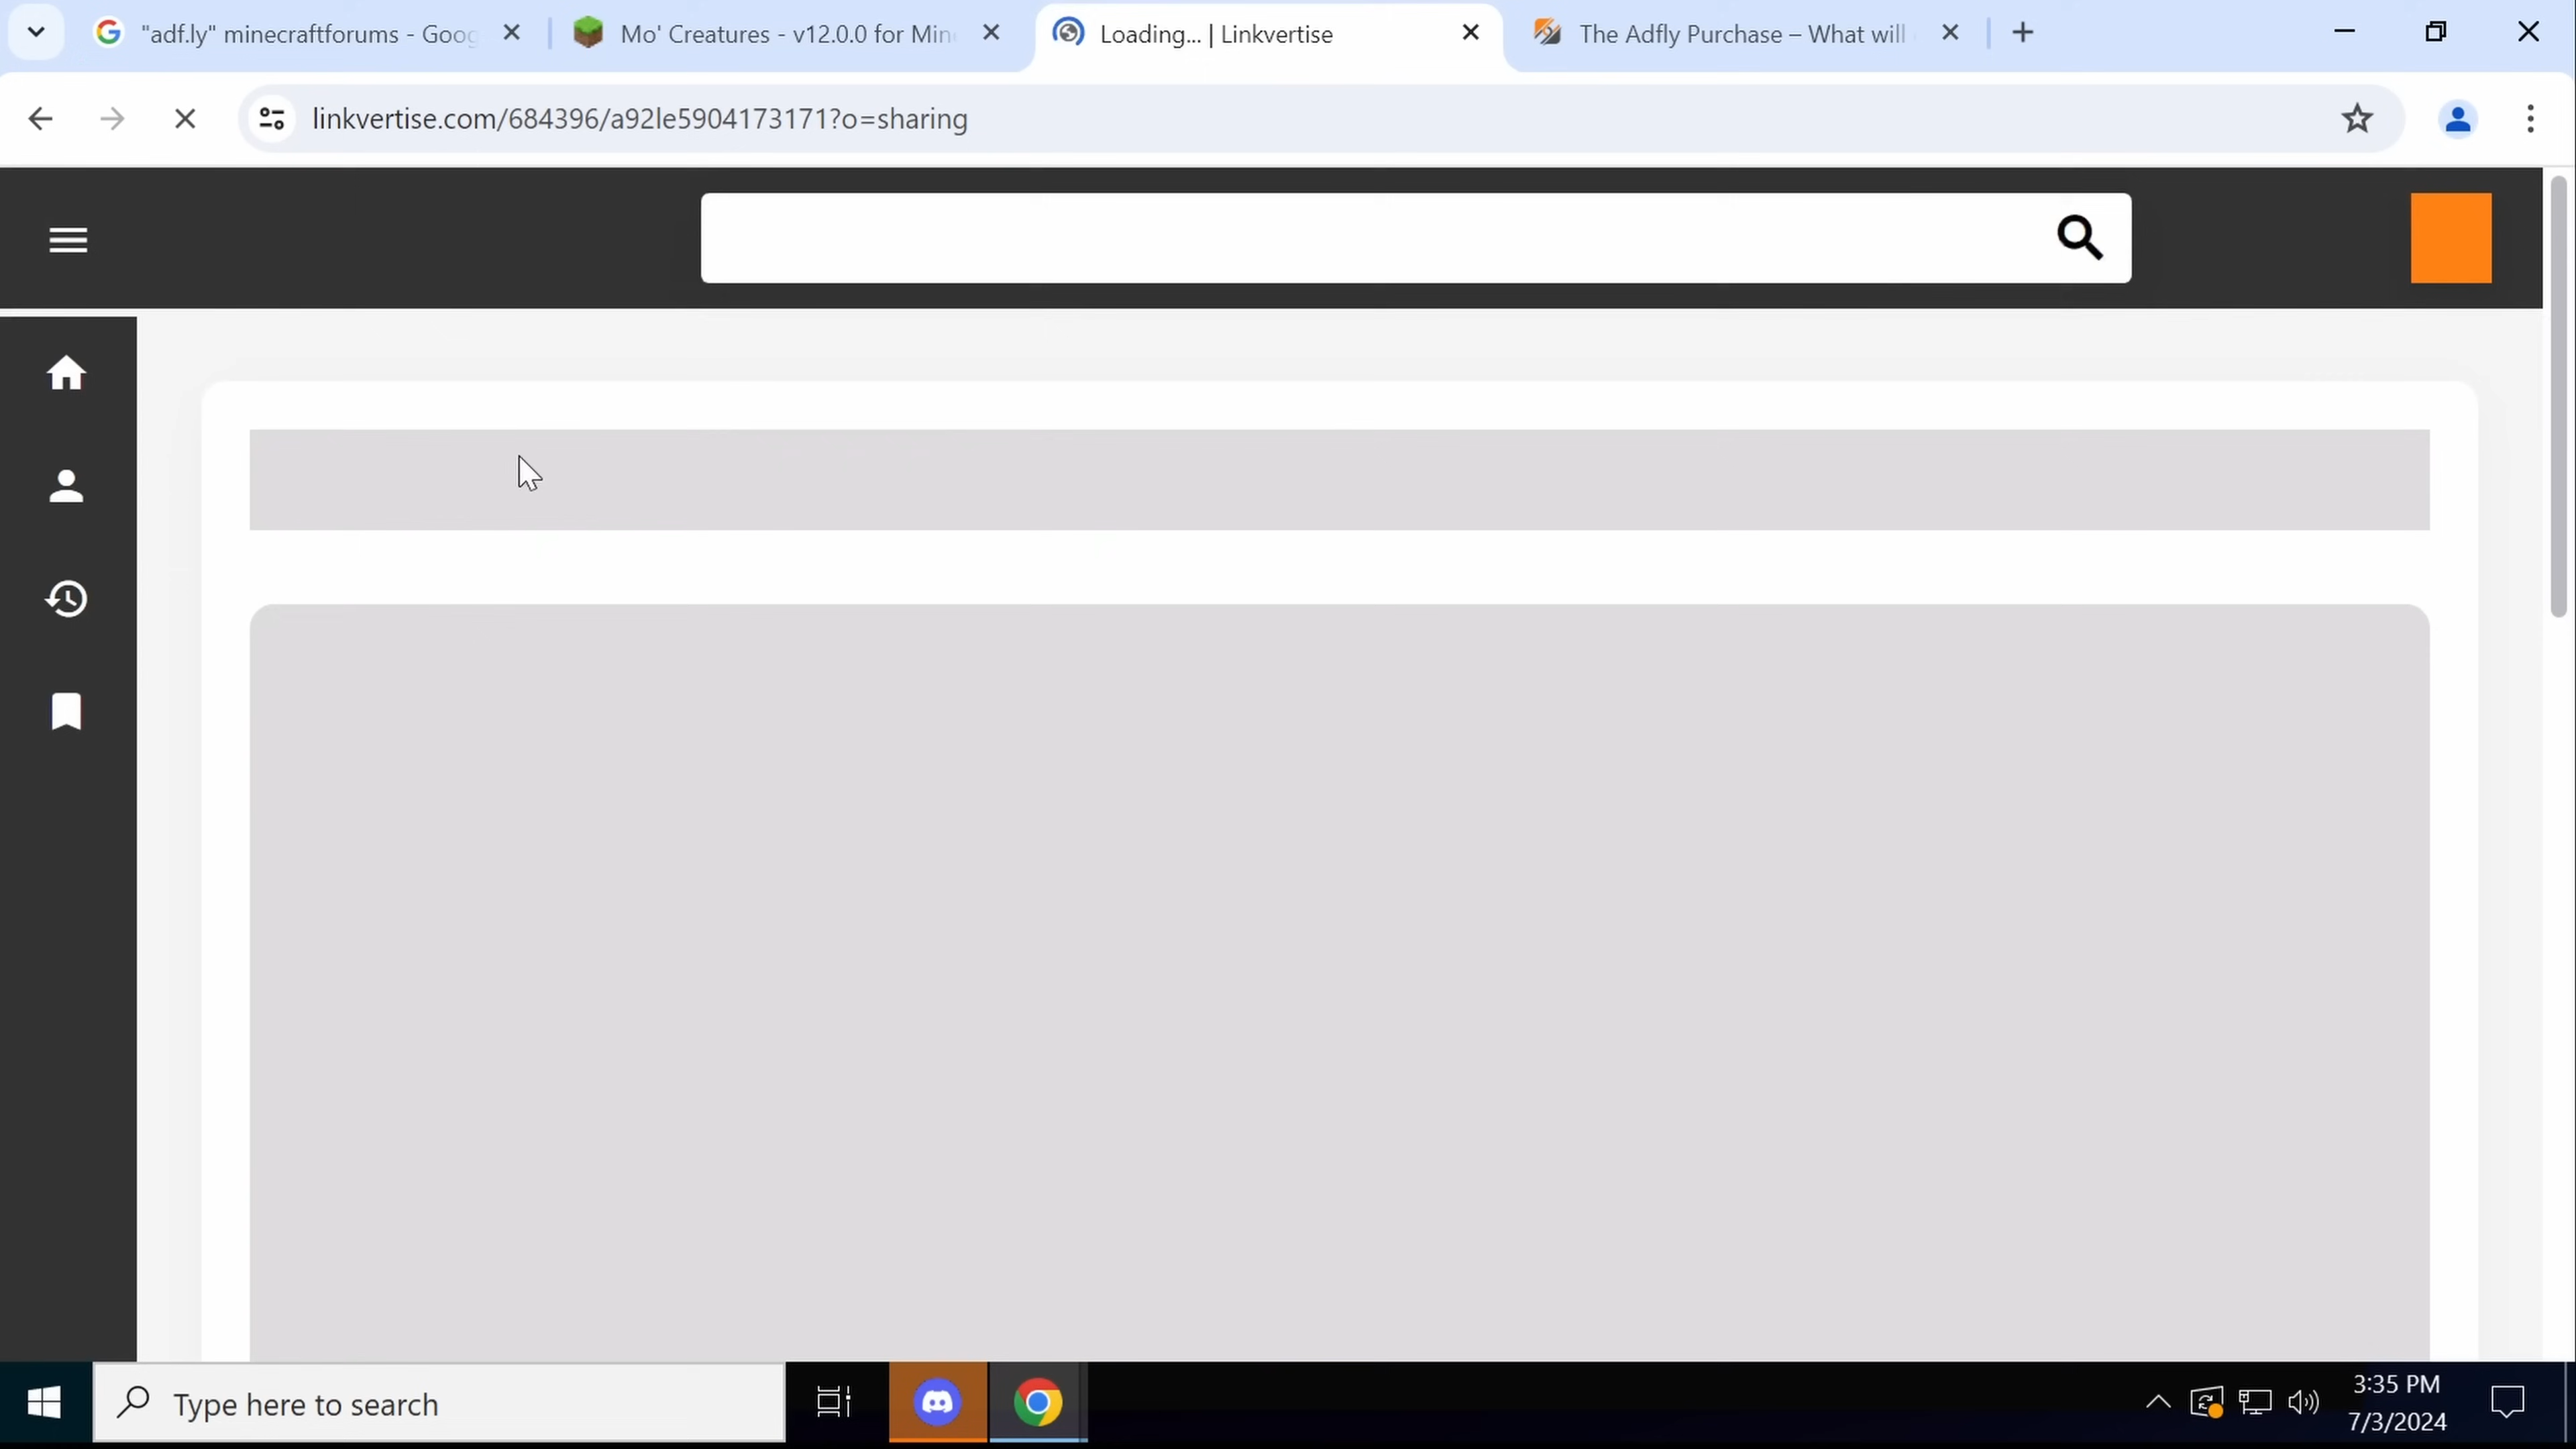 "adf.ly" minecraftforums - Goog
Mo' Creatures - v12.0.0 for Mine
Loading... | Linkvertise
The Adfly Purchase – What will
linkvertise.com/684396/a92le5904173171?o=sharing
Type here to search
3:35 PM
7/3/2024